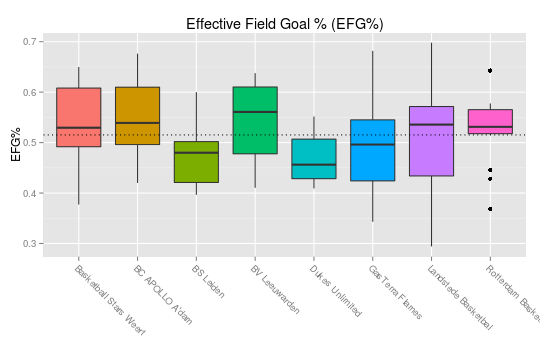 Effective Field Goal % (EFG%)
EFG%
0.7
0.6
0.5
0.4
0.3
Basketball Stars Weert
BC APOLLO A'dam
BS Leiden
BV Leeuwarden
Dukes Unlimited
GasTerra Flames
Landstede Basketbal
Rotterdam Baske